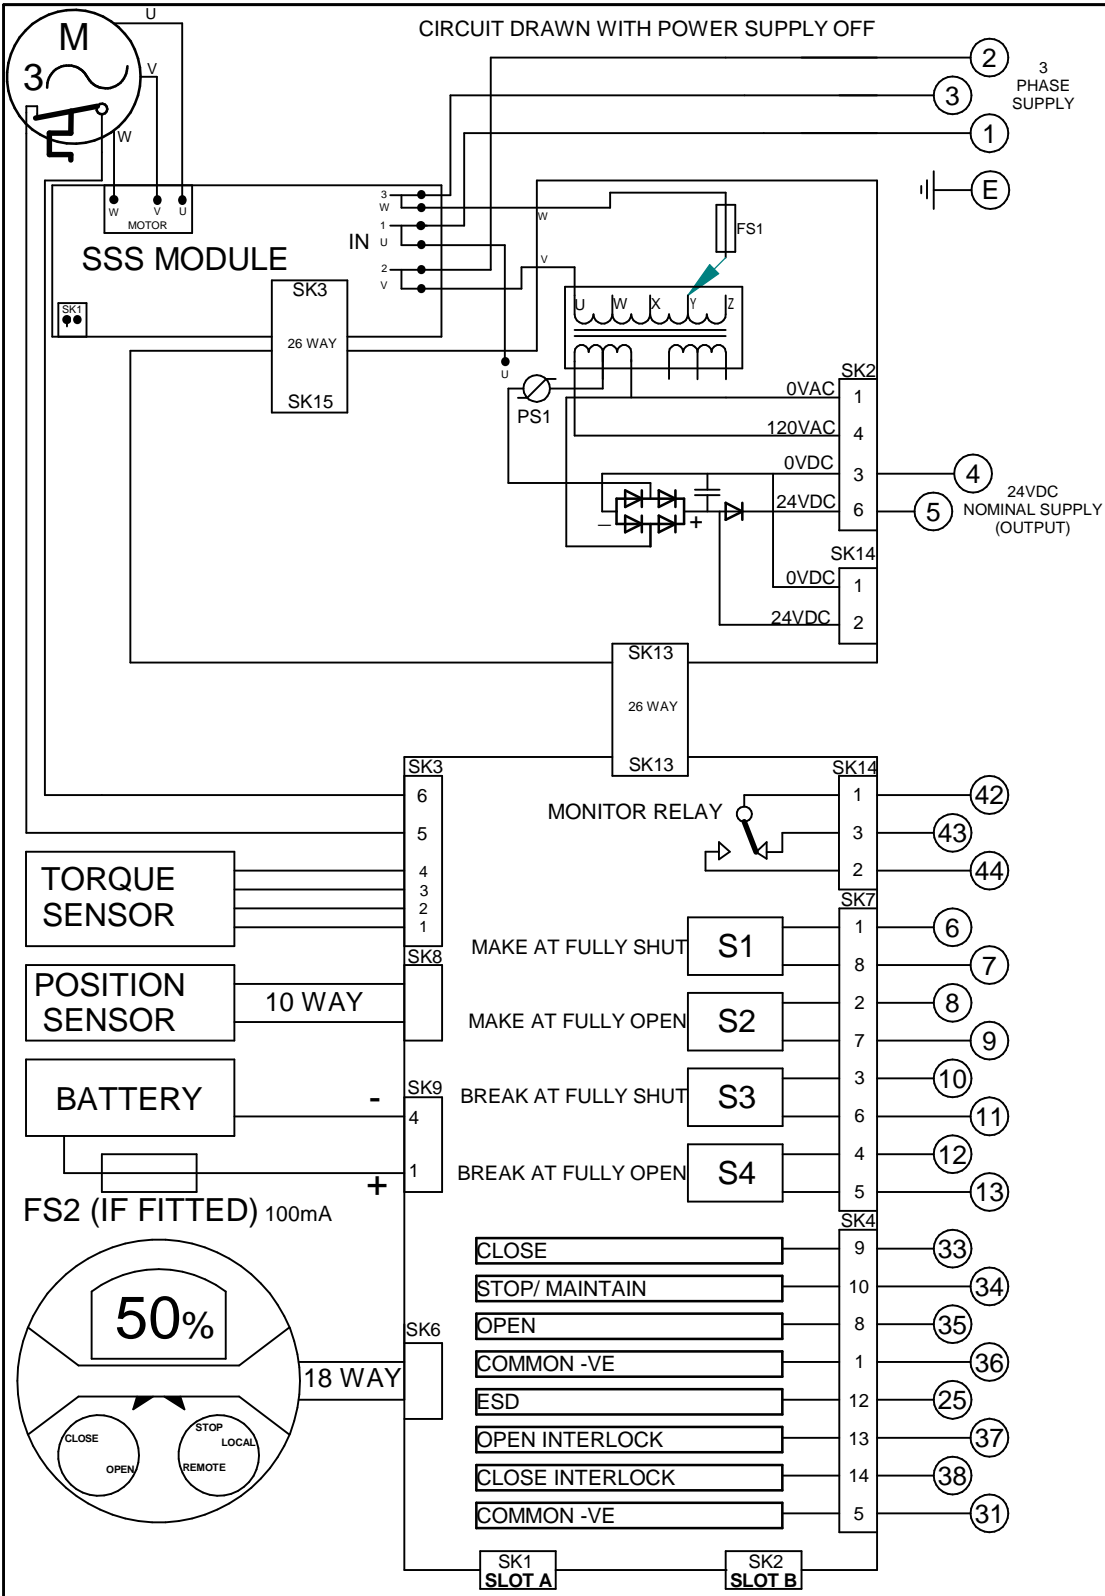 CIRCUIT DRAWN WITH POWER SUPPLY OFF
U
M
3
V
W
2
3
1
3
PHASE
SUPPLY
E
W V U
MOTOR
SSS MODULE
IN
3
W
1
U
2
V
W
V
FS1
U W X Y Z
SK1
SK3
26 WAY
SK15
U
PS1
SK2
0VAC 1
120VAC 4
0VDC 3 4
24VDC 6 5
24VDC
NOMINAL SUPPLY
(OUTPUT)
– +
SK14
0VDC 1
24VDC 2
SK13
26 WAY
SK13
SK3
6
5
4
3
2
1
TORQUE
SENSOR
SK8
POSITION
SENSOR
10 WAY
SK9
BATTERY
- 4
+ 1
FS2 (IF FITTED) 100mA
50%
SK6
18 WAY
CLOSE
OPEN
STOP
LOCAL
REMOTE
MONITOR RELAY
SK14
1 42
3 43
2 44
SK7
MAKE AT FULLY SHUT S1
1 6
8 7
MAKE AT FULLY OPEN S2
2 8
7 9
BREAK AT FULLY SHUT S3
3 10
6 11
BREAK AT FULLY OPEN S4
4 12
5 13
SK4
CLOSE 9 33
STOP/ MAINTAIN 10 34
OPEN 8 35
COMMON -VE 1 36
ESD 12 25
OPEN INTERLOCK 13 37
CLOSE INTERLOCK 14 38
COMMON -VE 5 31
SK1
SLOT A
SK2
SLOT B